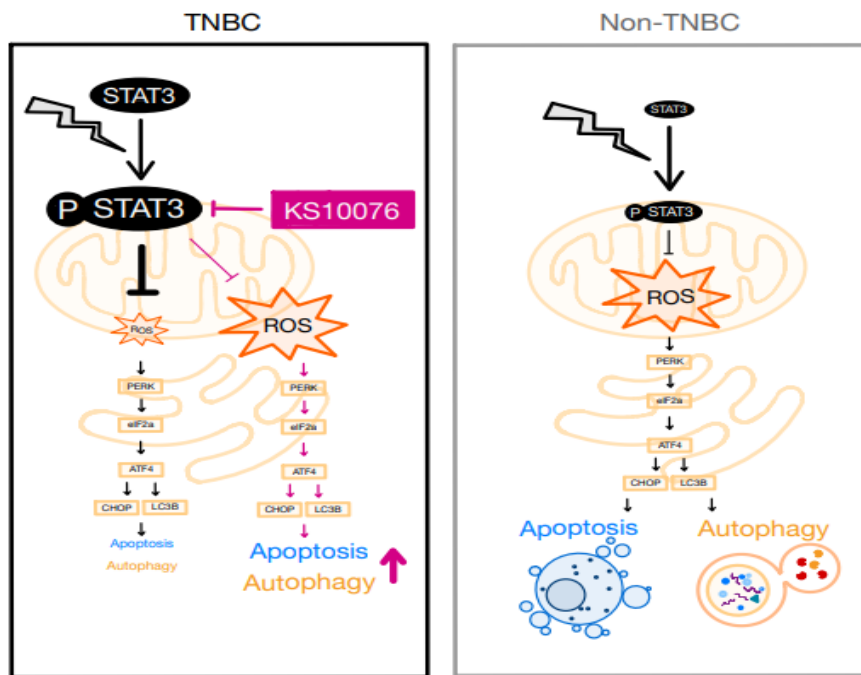 TNBC
STAT3
P STAT3
KS10076
ROS
ROS
PERK
PERK
eIF2a
eIF2a
ATF4
ATF4
CHOP LC3B
CHOP LC3B
Apoptosis
Autophagy
Apoptosis
Autophagy
Non-TNBC
STAT3
P STAT3
ROS
PERK
eIF2a
ATF4
CHOP LC3B
Apoptosis
Autophagy